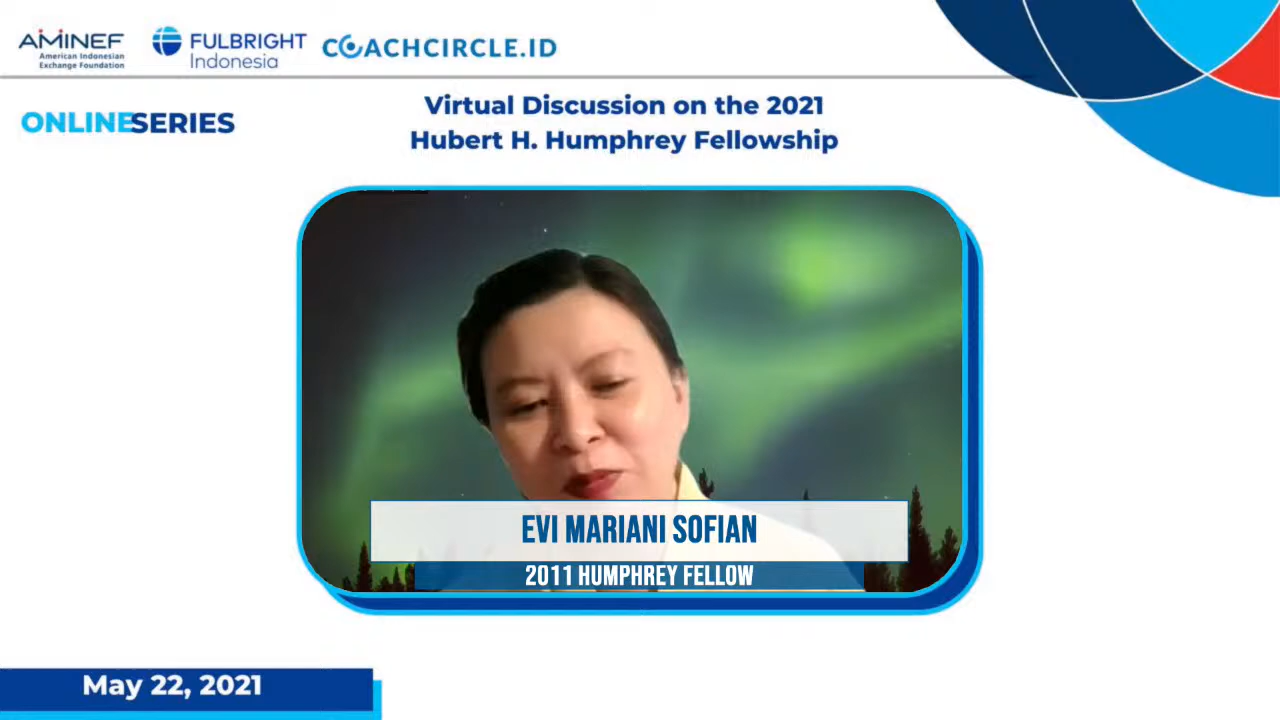 AMINEF
American Indonesian
Exchange Foundation
FULBRIGHT
Indonesia
COACHCIRCLE.ID
ONLINESERIES
Virtual Discussion on the 2021
Hubert H. Humphrey Fellowship
EVI MARIANI SOFIAN
2011 HUMPHREY FELLOW
May 22, 2021